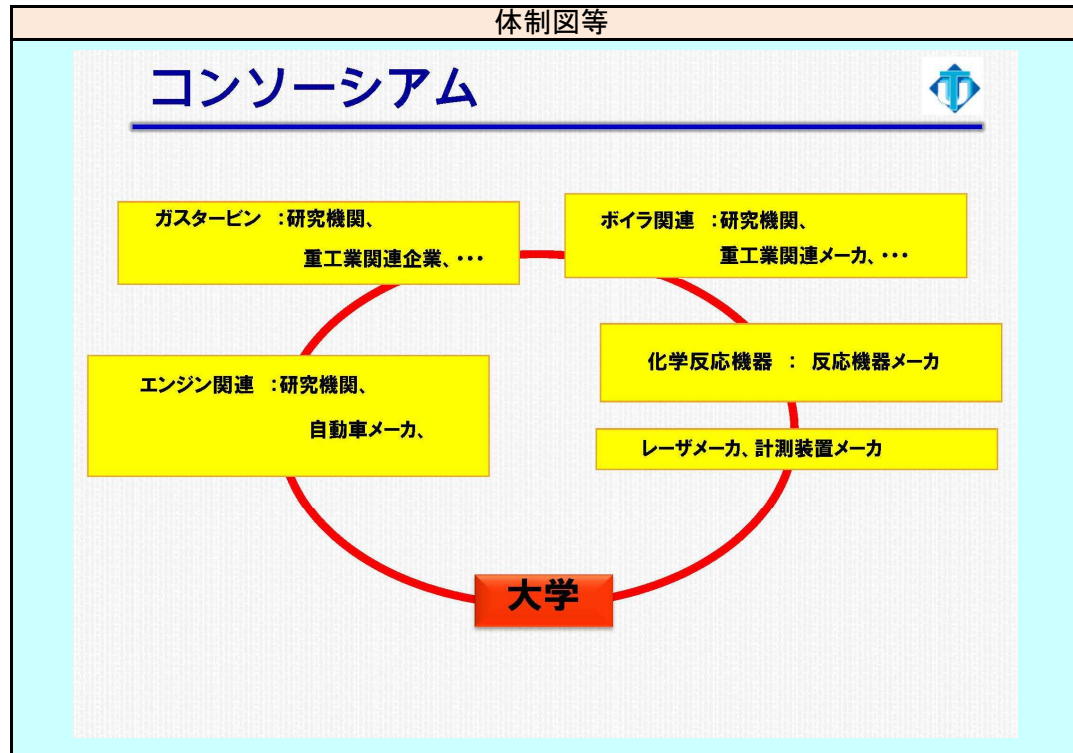 体制図等
コンソーシアム
ガスタービン :研究機関、
重工業関連企業、・・・
ボイラ関連 :研究機関、
重工業関連メーカ、・・・
エンジン関連 :研究機関、
自動車メーカ、
化学反応機器 : 反応機器メーカ
レーザメーカ、計測装置メーカ
大学